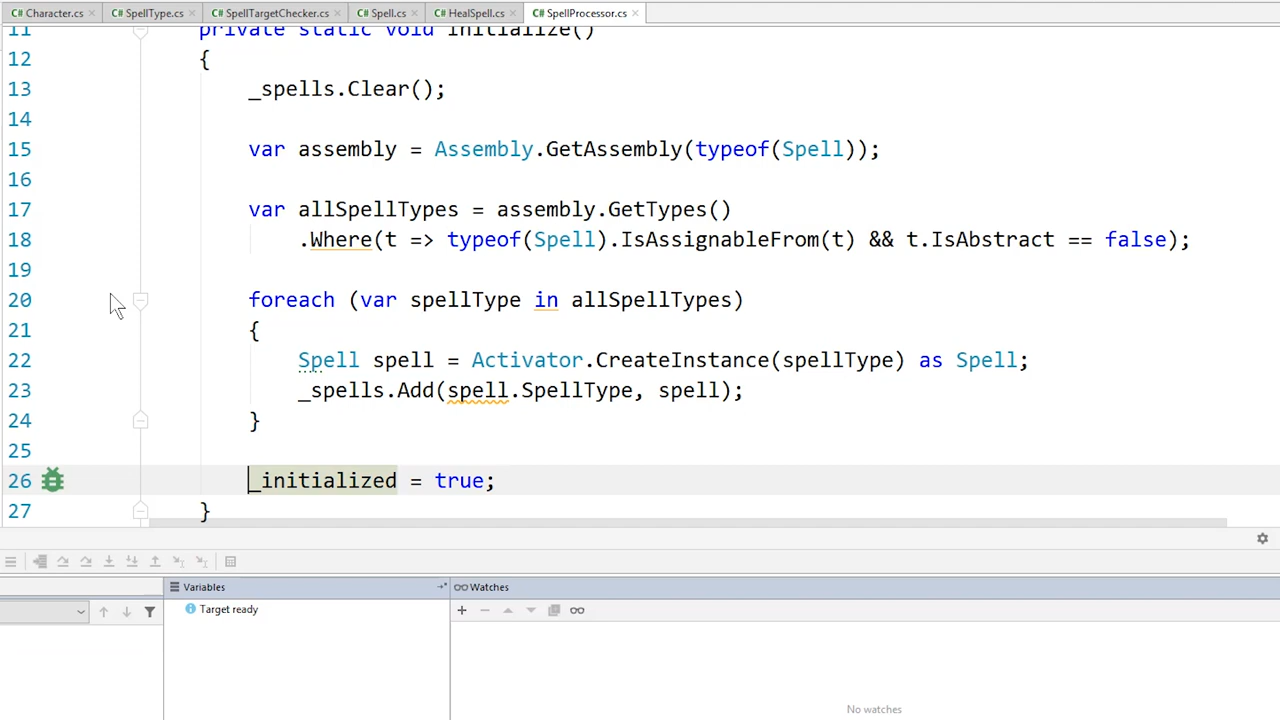 Character.cs SpellType.cs SpellTargetChecker.cs Spell.cs HealSpell.cs SpellProcessor.cs
11 private static void Initialize()
12 {
13 _spells.Clear();
14
15 var assembly = Assembly.GetAssembly(typeof(Spell));
16
17 var allSpellTypes = assembly.GetTypes()
18 .Where(t => typeof(Spell).IsAssignableFrom(t) && t.IsAbstract == false);
19
20 foreach (var spellType in allSpellTypes)
21 {
22 Spell spell = Activator.CreateInstance(spellType) as Spell;
23 _spells.Add(spell.SpellType, spell);
24 }
25
26 _initialized = true;
27 }
Variables Watches
Target ready
No watches